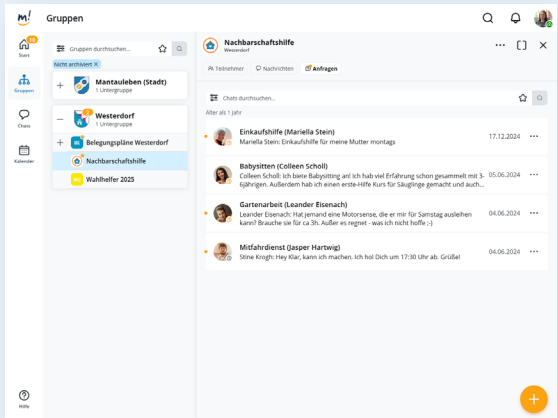 m!
Gruppen
10
Start
Gruppen
Chats
Kalender
Hilfe
Gruppen durchsuchen...
Nicht archiviert ×
Mantauleben (Stadt)
1 Untergruppe
2
Westerdorf
1 Untergruppe
BE
Belegungspläne Westerdorf
Nachbarschaftshilfe
Wahlhelfer 2025
Nachbarschaftshilfe
Westerdorf
Teilnehmer
Nachrichten
Anfragen
Chats durchsuchen...
Älter als 1 Jahr
Einkaufshilfe (Mariella Stein)
17.12.2024
Mariella Stein: Einkaufshilfe für meine Mutter montags
Babysitten (Colleen Scholl)
05.06.2024
Colleen Scholl: Ich biete Babysitting an! Ich hab viel Erfahrung schon gesammelt mit 3-
6jährigen. Außerdem hab ich einen erste-Hilfe Kurs für Säuglinge gemacht und auch...
Gartenarbeit (Leander Eisenach)
04.06.2024
Leander Eisenach: Hat jemand eine Motorsense, die er mir für Samstag ausleihen
kann? Brauche sie für ca 3h. Außer es regnet - was ich nicht hoffe ;-)
Mitfahrdienst (Jasper Hartwig)
04.06.2024
Stine Krogh: Hey Klar, kann ich machen. Ich hol Dich um 17:30 Uhr ab. Grüße!